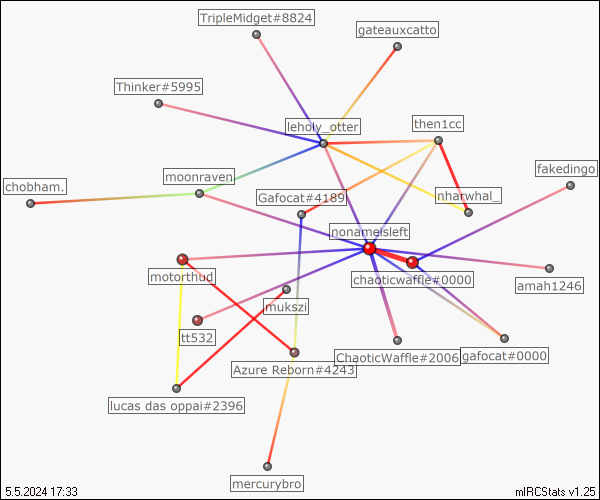 TripleMidget#8824
gateauxcatto
Thinker#5995
leholy_otter
then1cc
fakedingo
moonraven
chobham.
Gafocat#4189
nharwhal_
nonameisleft
motorthud
chaoticwaffle#0000
amah1246
mukszi
tt532
ChaoticWaffle#2006
gafocat#0000
Azure Reborn#4243
lucas das oppai#2396
mercurybro
5.5.2024 17:33
mIRCStats v1.25